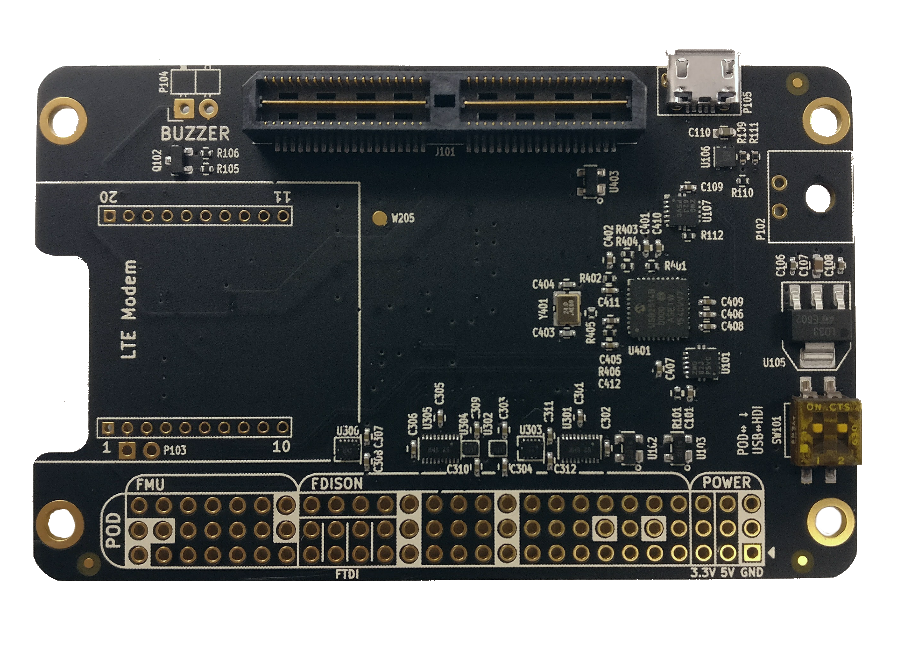 P104
P105
BUZZER
J101
Q102
R106
R105
C110
R109
R111
U106
R110
U403
C109
U107
R112
P102
20
11
W205
LTE Modem
C402
R403
R404
C401
C410
R401
R402
C404
C411
Y401
C403
R405
U401
C409
C406
C408
C405
R406
C412
C407
U101
C106
C107
C108
U105
ON
CTS
SW101
POD↔
USB↔HDI
1
10
P103
U306
C307
C308
C306
U305
C305
U304
C309
U302
C303
C310
C304
U303
C311
U301
C301
C302
C312
U102
R101
C101
U103
FMU
EDISON
POWER
POD
FTDI
3.3V 5V GND